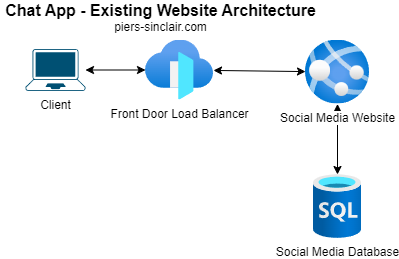 Chat App - Existing Website Architecture
piers-sinclair.com
Client
Front Door Load Balancer
Social Media Website
SQL
Social Media Database